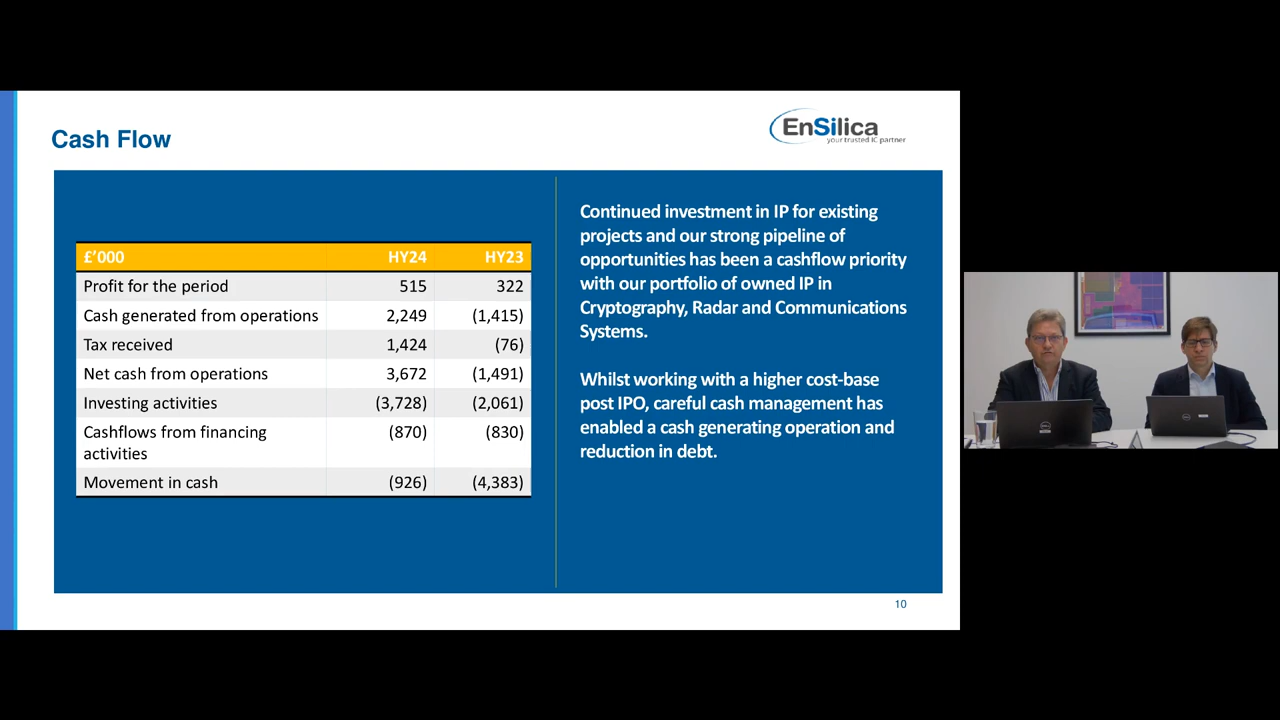 Cash Flow
EnSilica
your trusted IC partner
£’000 HY24 HY23
Profit for the period 515 322
Cash generated from operations 2,249 (1,415)
Tax received 1,424 (76)
Net cash from operations 3,672 (1,491)
Investing activities (3,728) (2,061)
Cashflows from financing (870) (830)
activities
Movement in cash (926) (4,383)
Continued investment in IP for existing
projects and our strong pipeline of
opportunities has been a cashflow priority
with our portfolio of owned IP in
Cryptography, Radar and Communications
Systems.
Whilst working with a higher cost-base
post IPO, careful cash management has
enabled a cash generating operation and
reduction in debt.
10